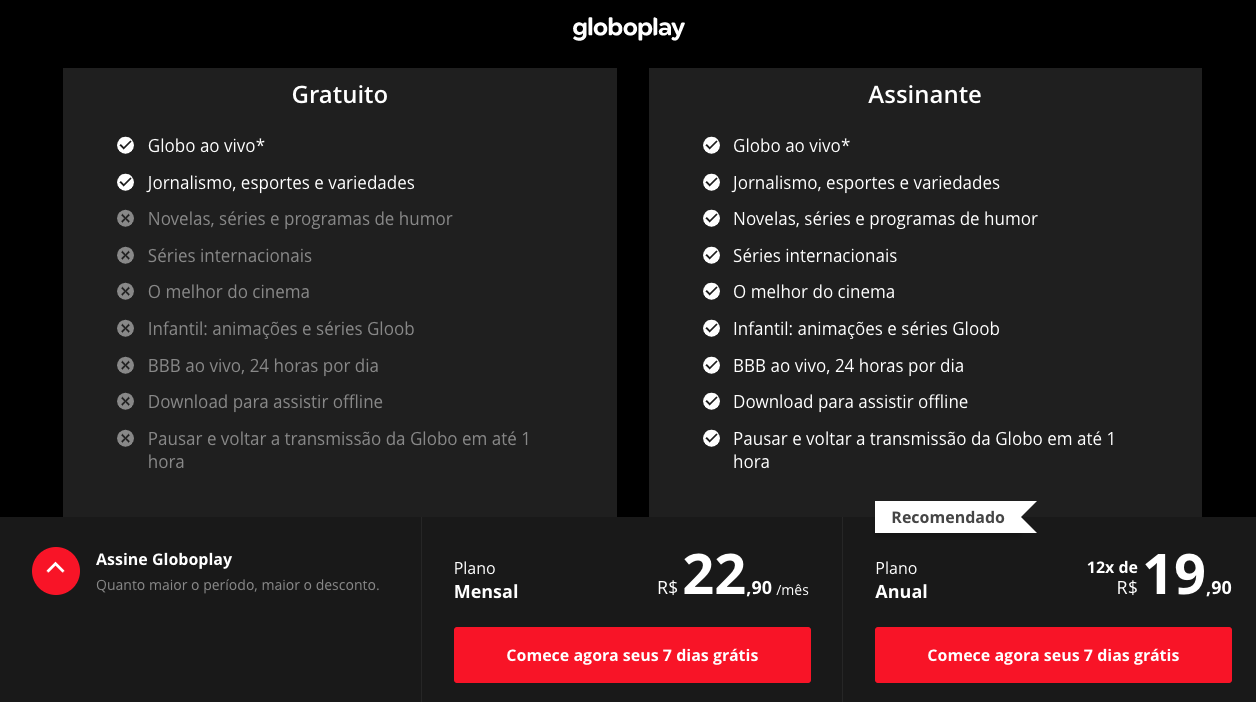 globoplay
Gratuito
Globo ao vivo*
Jornalismo, esportes e variedades
Novelas, séries e programas de humor
Séries internacionais
O melhor do cinema
Infantil: animações e séries Gloob
BBB ao vivo, 24 horas por dia
Download para assistir offline
Pausar e voltar a transmissão da Globo em até 1
hora
Assinante
Globo ao vivo*
Jornalismo, esportes e variedades
Novelas, séries e programas de humor
Séries internacionais
O melhor do cinema
Infantil: animações e séries Gloob
BBB ao vivo, 24 horas por dia
Download para assistir offline
Pausar e voltar a transmissão da Globo em até 1
hora
Assine Globoplay
Quanto maior o período, maior o desconto.
Plano
Mensal
R$ 22,90 /mês
Comece agora seus 7 dias grátis
Recomendado
Plano
Anual
12x de
R$ 19,90
Comece agora seus 7 dias grátis